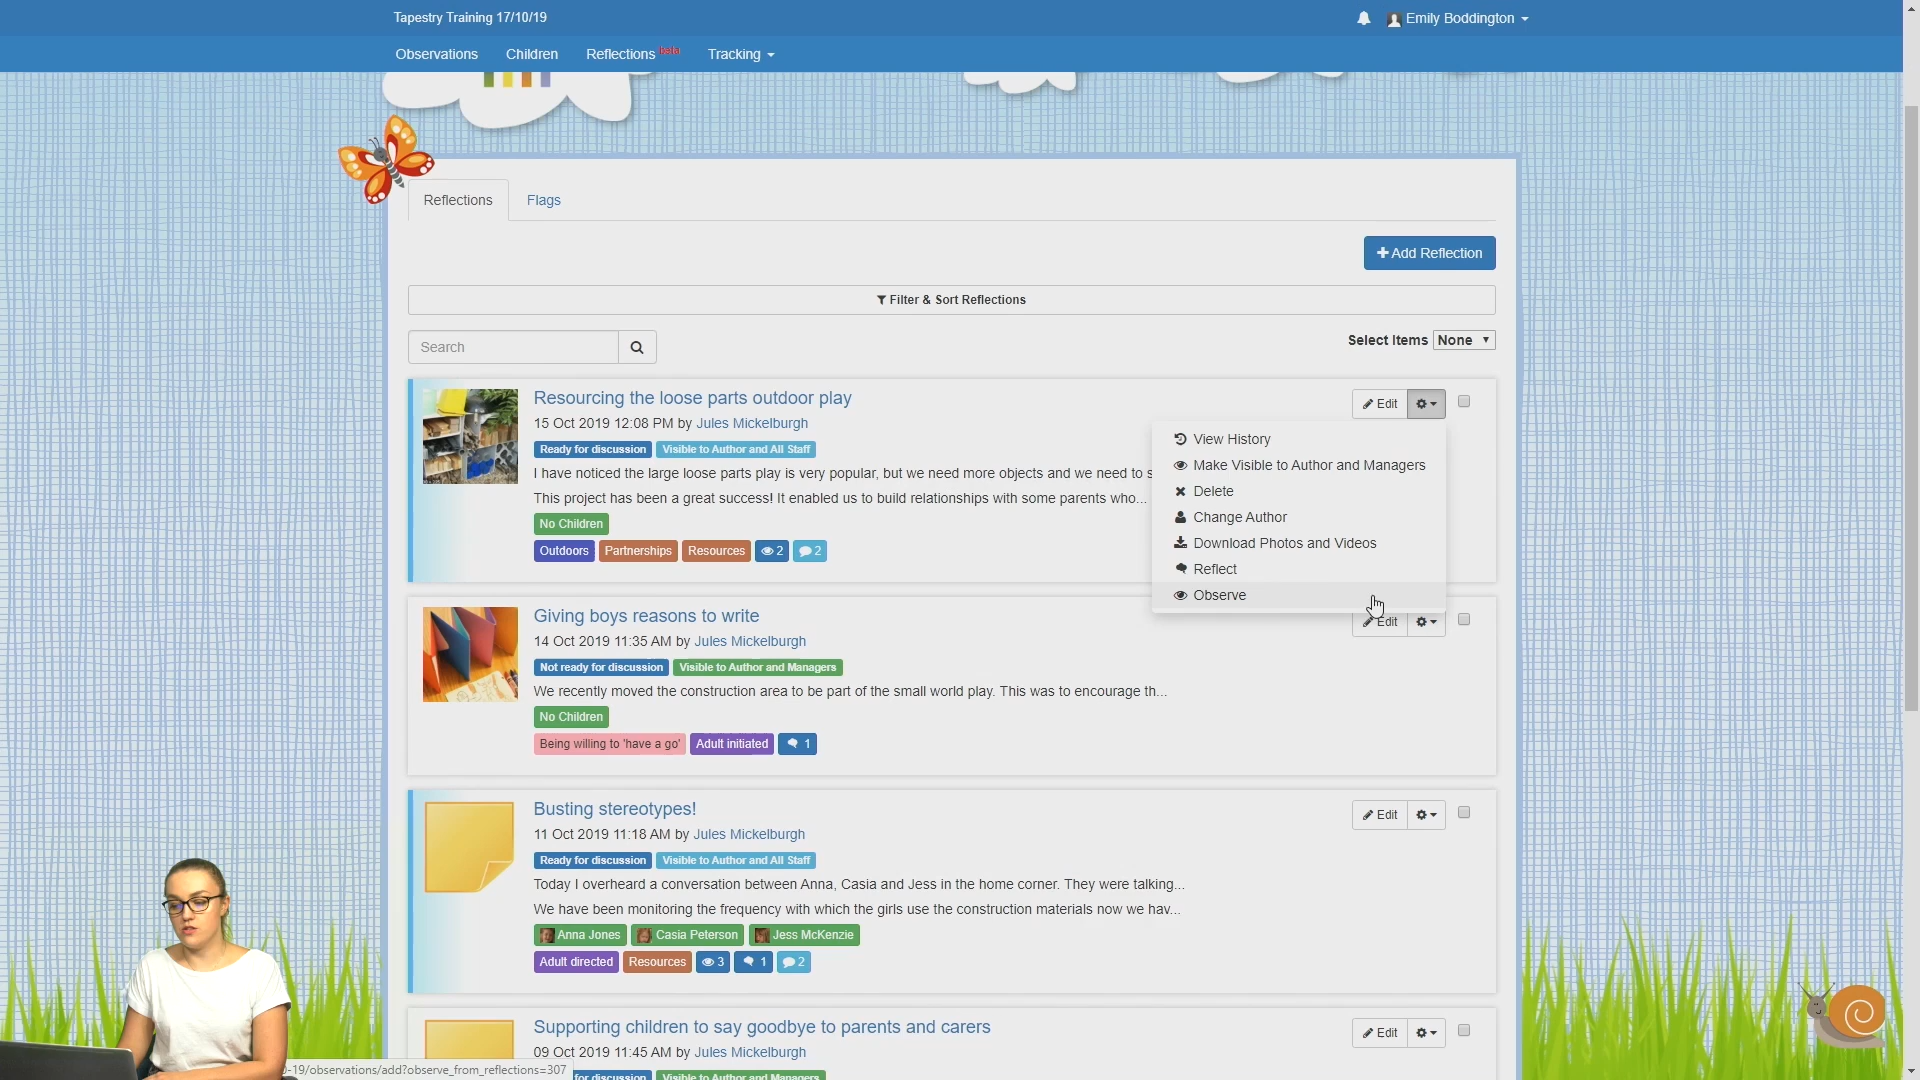 Tapestry Training 17/10/19
Emily Boddington
Observations Children Reflections beta Tracking
Reflections Flags
Add Reflection
Filter & Sort Reflections
Search
Select Items None
Resourcing the loose parts outdoor play
Edit
15 Oct 2019 12:08 PM by Jules Mickelburgh
Ready for discussion Visible to Author and All Staff
I have noticed the large loose parts play is very popular, but we need more objects and we need to s
This project has been a great success! It enabled us to build relationships with some parents who...
No Children
Outdoors Partnerships Resources 2 2
View History
Make Visible to Author and Managers
Delete
Change Author
Download Photos and Videos
Reflect
Observe
Giving boys reasons to write
Edit
14 Oct 2019 11:35 AM by Jules Mickelburgh
Not ready for discussion Visible to Author and Managers
We recently moved the construction area to be part of the small world play. This was to encourage th...
No Children
Being willing to 'have a go' Adult initiated 1
Busting stereotypes!
Edit
11 Oct 2019 11:18 AM by Jules Mickelburgh
Ready for discussion Visible to Author and All Staff
Today I overheard a conversation between Anna, Casia and Jess in the home corner. They were talking...
We have been monitoring the frequency with which the girls use the construction materials now we hav...
Anna Jones Casia Peterson Jess McKenzie
Adult directed Resources 3 1 2
Supporting children to say goodbye to parents and carers
Edit
09 Oct 2019 11:45 AM by Jules Mickelburgh
for discussion Visible to Author and Managers
-19/observations/add?observe_from_reflections=307